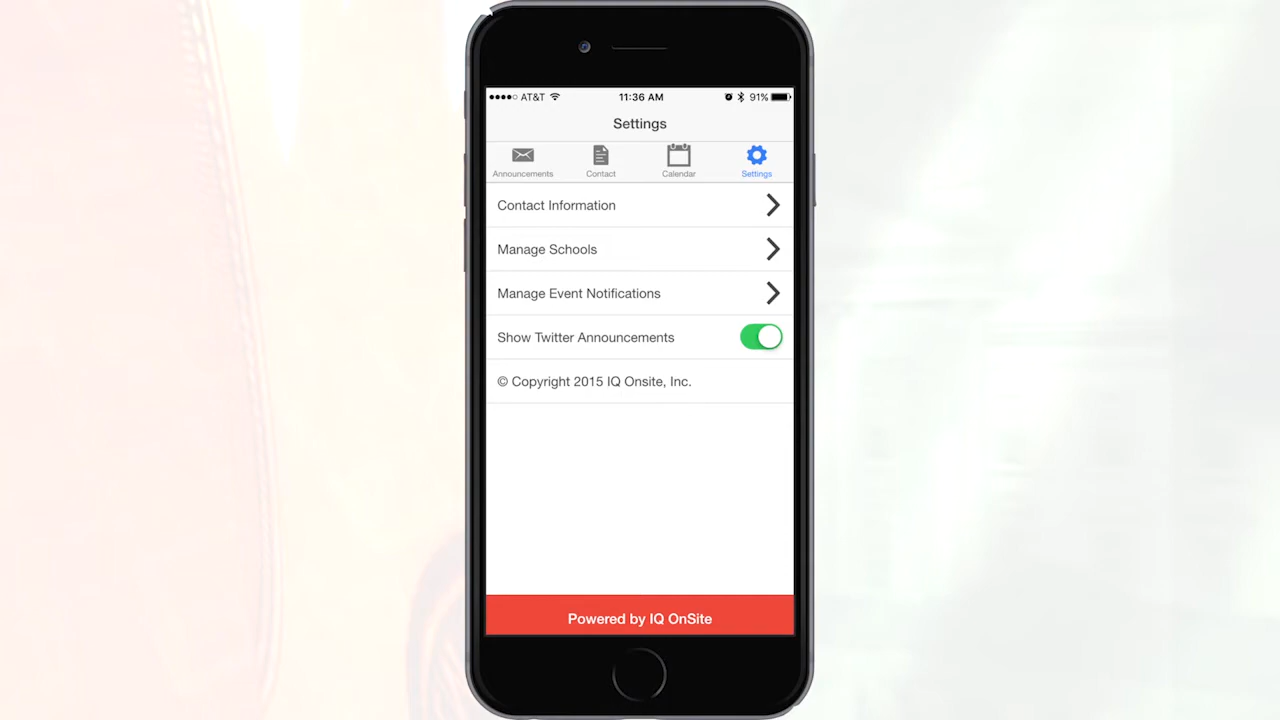 AT&T 11:36 AM 91%
Settings
Announcements Contact Calendar Settings
Contact Information
Manage Schools
Manage Event Notifications
Show Twitter Announcements
© Copyright 2015 IQ Onsite, Inc.
Powered by IQ OnSite